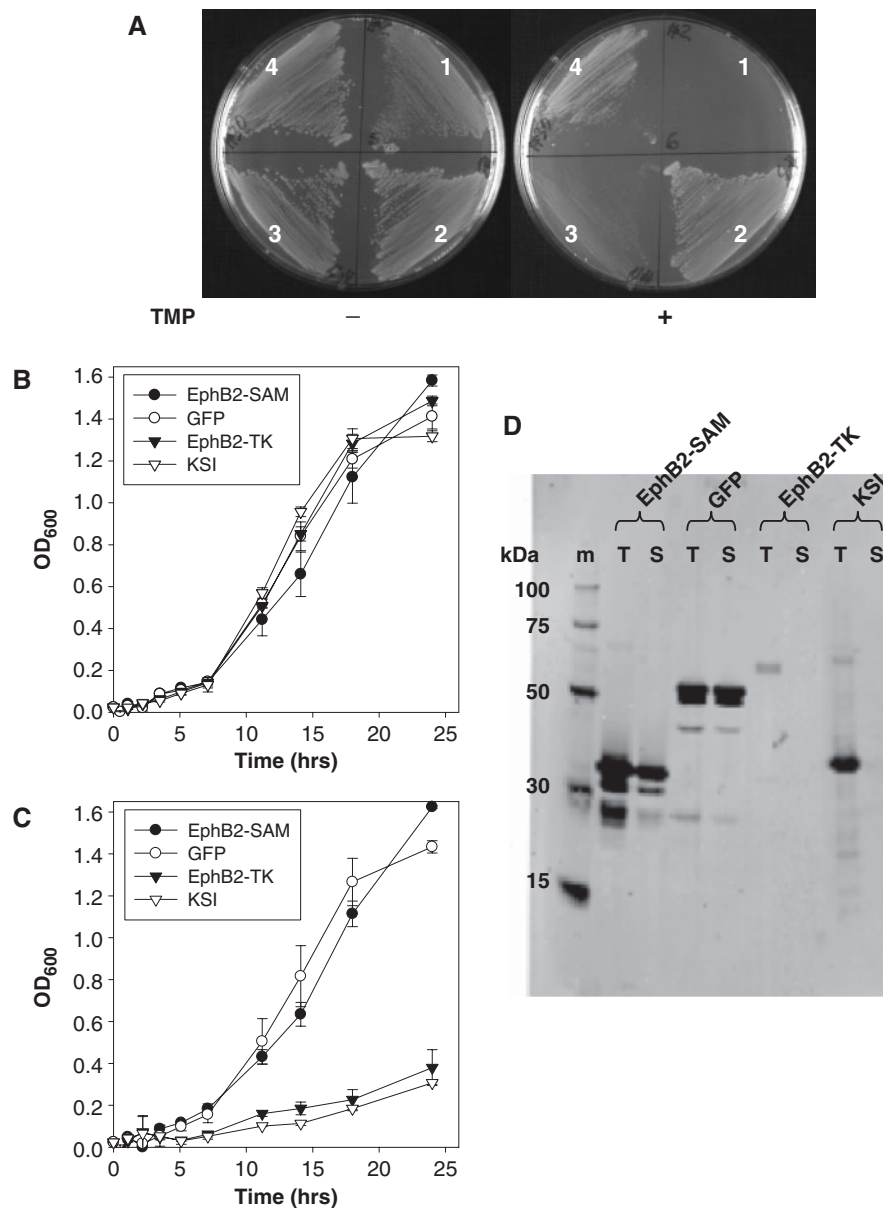 A
4
1
3
2
4
1
6
3
2
TMP
−
+
B
1.6
1.4
1.2
1.0
0.8
0.6
0.4
0.2
0.0
OD600
EphB2-SAM
GFP
EphB2-TK
KSI
0
5
10
15
20
25
Time (hrs)
C
1.6
1.4
1.2
1.0
0.8
0.6
0.4
0.2
0.0
OD600
EphB2-SAM
GFP
EphB2-TK
KSI
0
5
10
15
20
25
Time (hrs)
D
EphB2-SAM
GFP
EphB2-TK
KSI
kDa
m
T
S
T
S
T
S
T
S
100
75
50
30
15